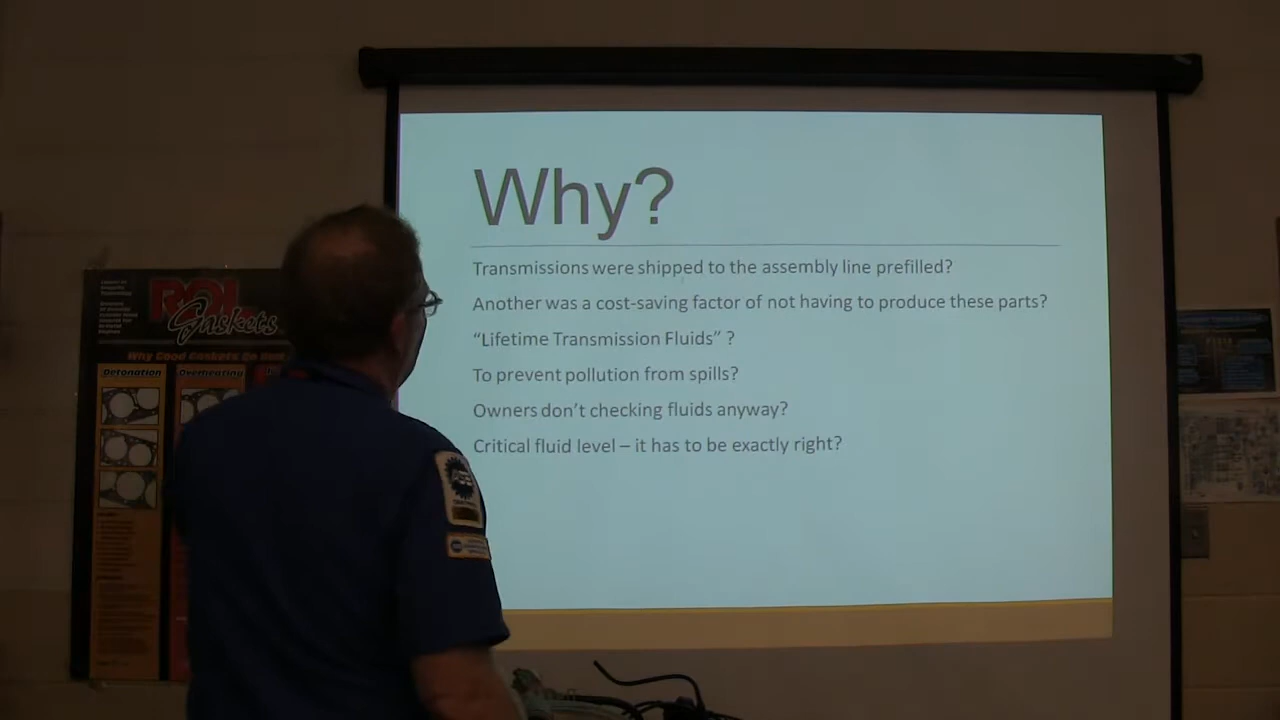 Why?
Transmissions were shipped to the assembly line prefilled?
Another was a cost-saving factor of not having to produce these parts?
“Lifetime Transmission Fluids” ?
To prevent pollution from spills?
Owners don’t checking fluids anyway?
Critical fluid level – it has to be exactly right?
ROL
Gaskets
Why Good Gaskets Go
Detonation
Overheating